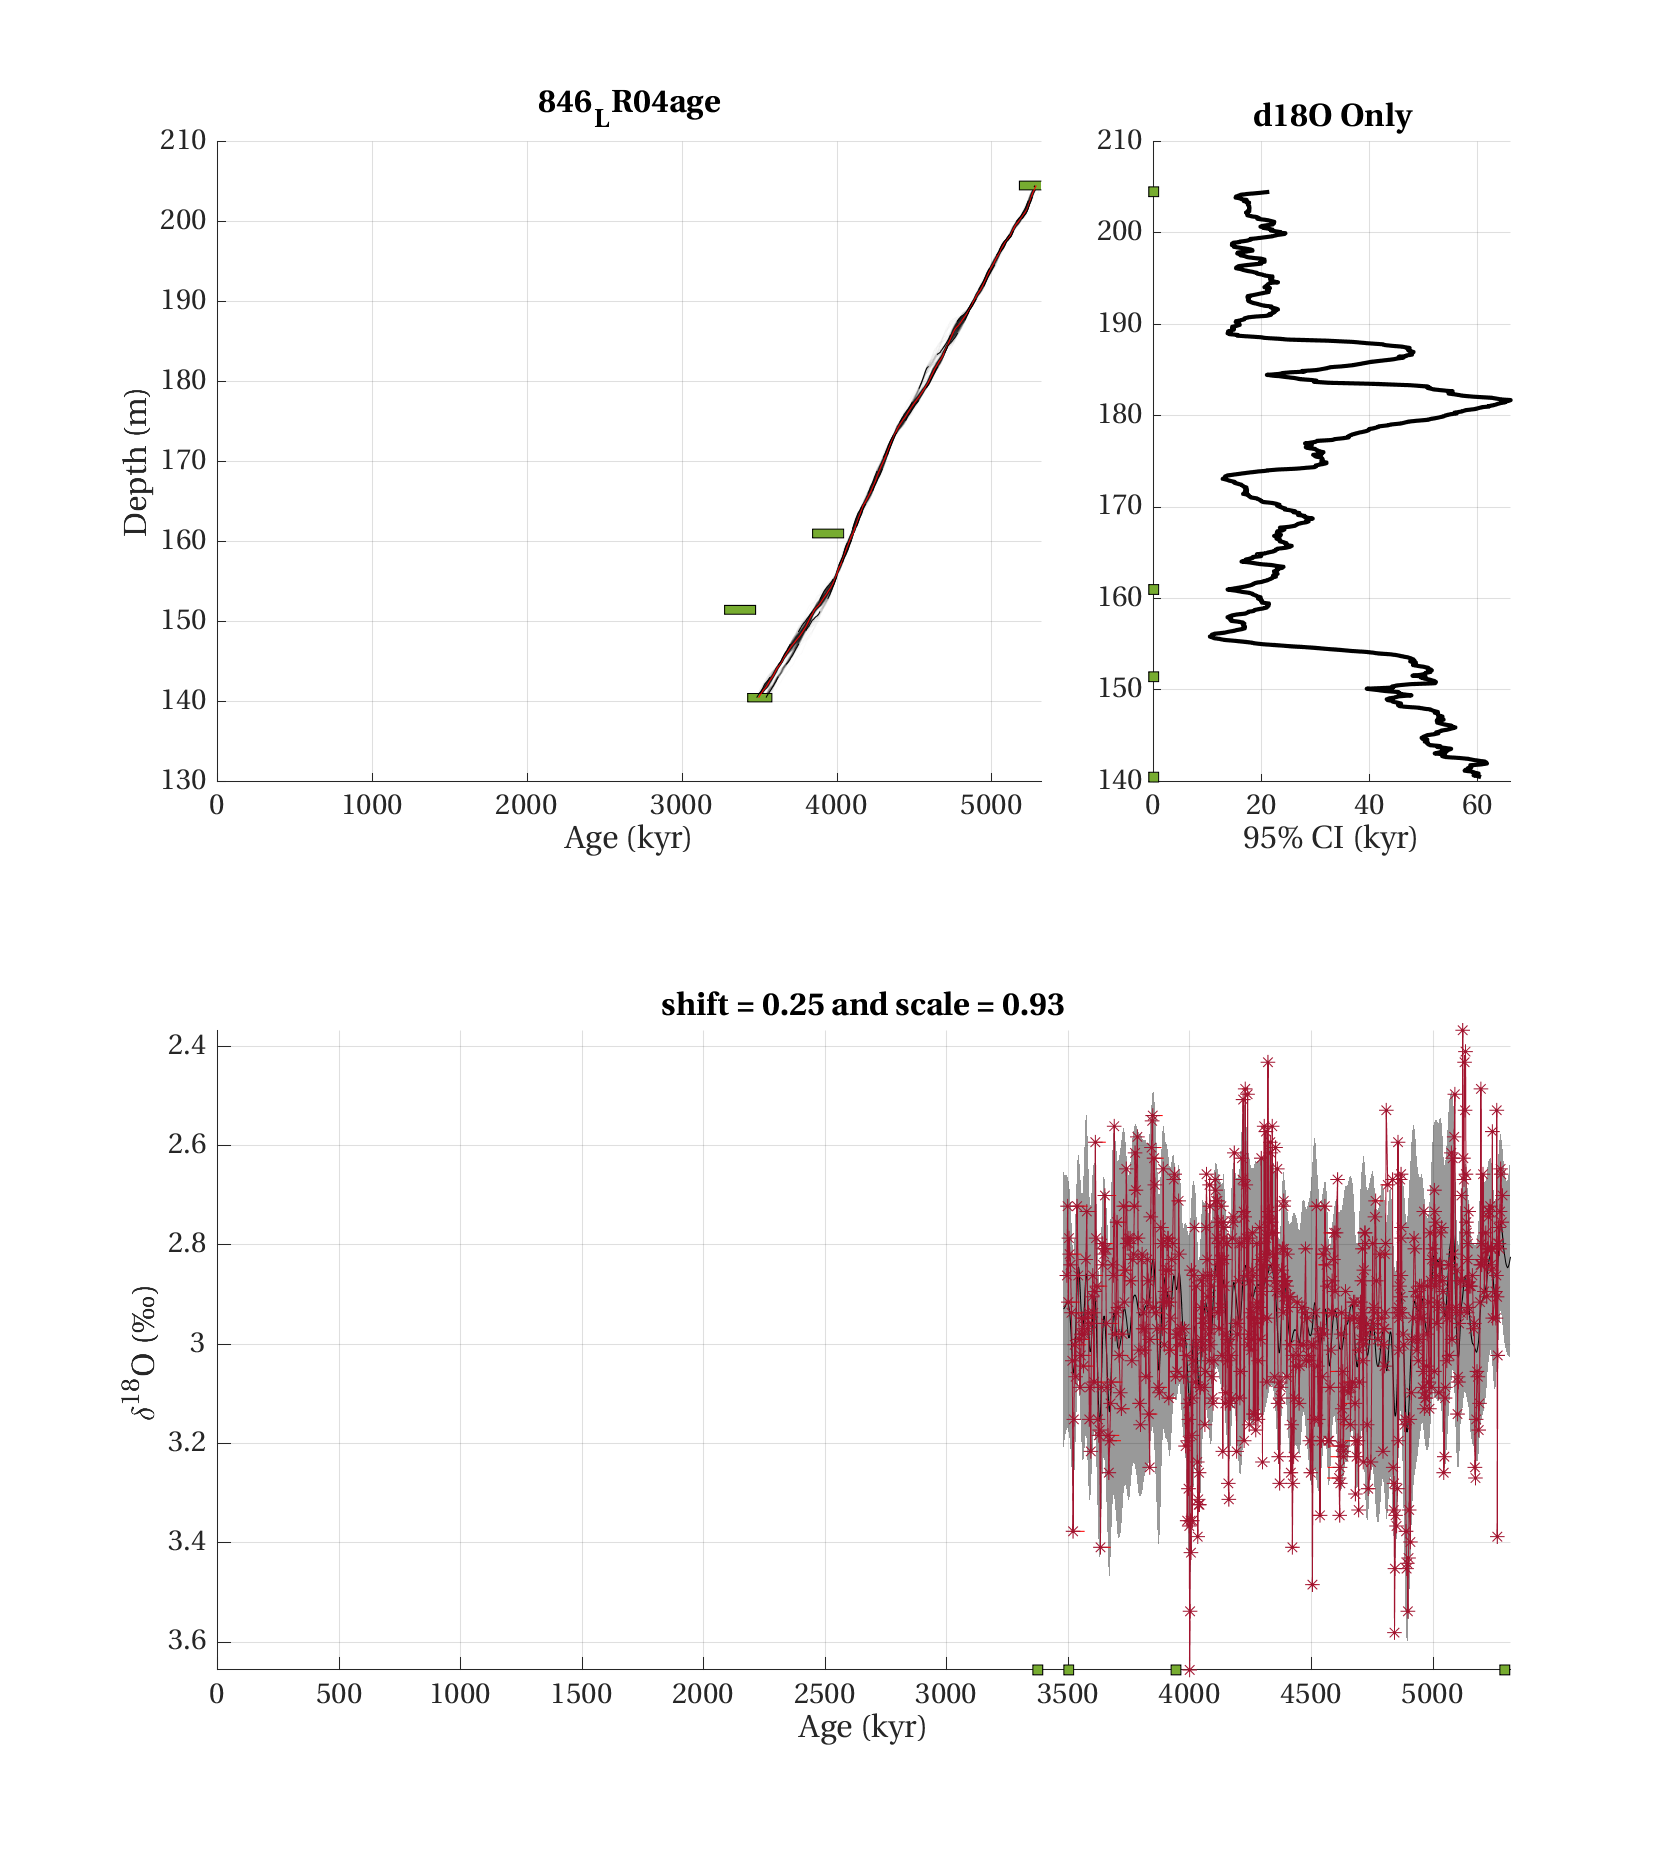 846_LR04age
d18O Only
210
200
190
180
170
160
150
140
130
0 1000 2000 3000 4000 5000
Age (kyr)
Depth (m)
210
200
190
180
170
160
150
140
0 20 40 60
95% CI (kyr)
shift = 0.25 and scale = 0.93
2.4
2.6
2.8
3
3.2
3.4
3.6
0 500 1000 1500 2000 2500 3000 3500 4000 4500 5000
Age (kyr)
δ¹⁸O (‰)